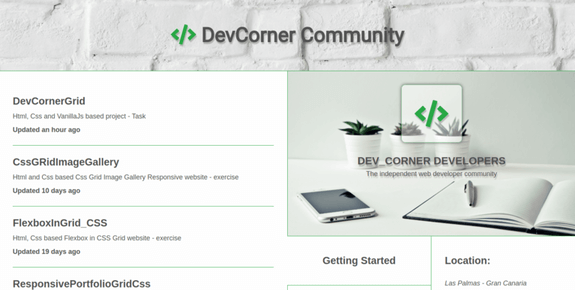 </> DevCorner Community
DevCornerGrid
Html, Css and VanillaJs based project - Task
Updated an hour ago
CssGRidImageGallery
Html and Css based Css Grid Image Gallery Responsive website - exercise
Updated 10 days ago
FlexboxInGrid_CSS
Html, Css based Flexbox in CSS Grid website - exercise
Updated 19 days ago
ResponsivePortfolioGridCss
</>
DEV_CORNER DEVELOPERS
The independent web developer community
Getting Started
Location:
Las Palmas - Gran Canaria